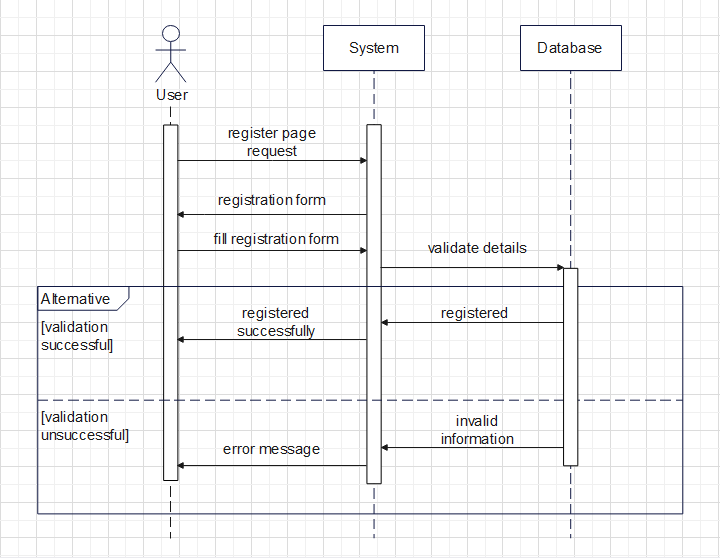 System
Database
User
register page
request
registration form
fill registration form
validate details
Alternative
[validation
successful]
registered
successfully
registered
[validation
unsuccessful]
invalid
information
error message